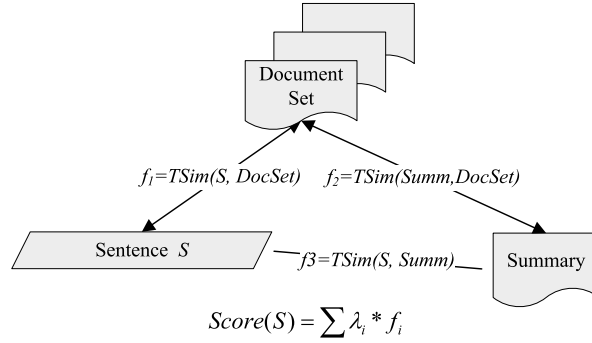 Document
Set
f₁=TSim(S, DocSet)
f₂=TSim(Summ,DocSet)
Sentence S
f3=TSim(S, Summ)
Summary
Score(S) = ∑ λᵢ * fᵢ